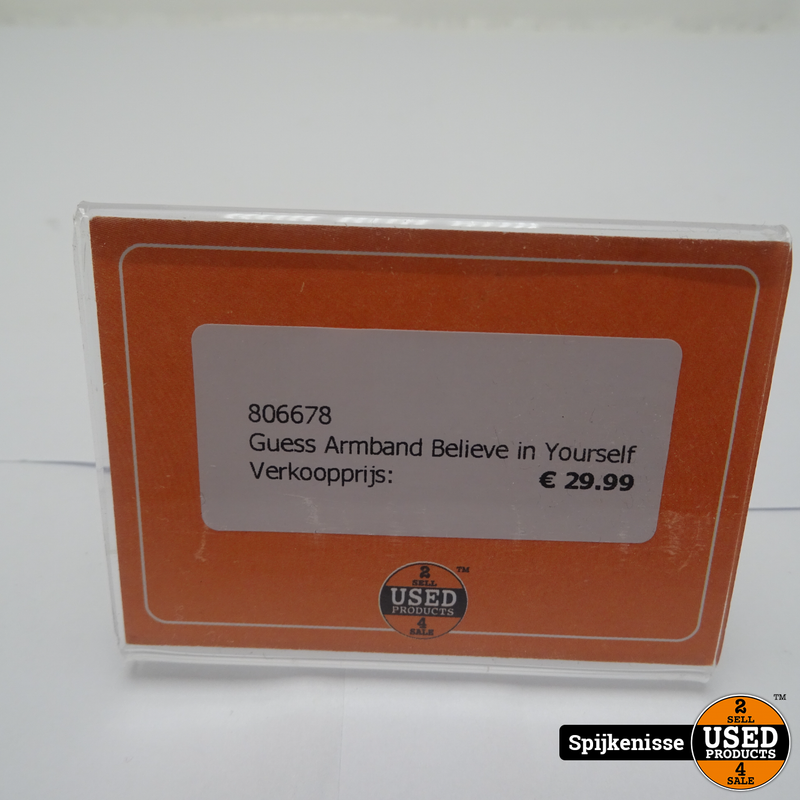 806678
Guess Armband Believe in Yourself
Verkoopprijs: € 29.99
2
SELL
USED
PRODUCTS
4
SALE
TM
Spijkenisse
2
SELL
USED
PRODUCTS
4
SALE
TM